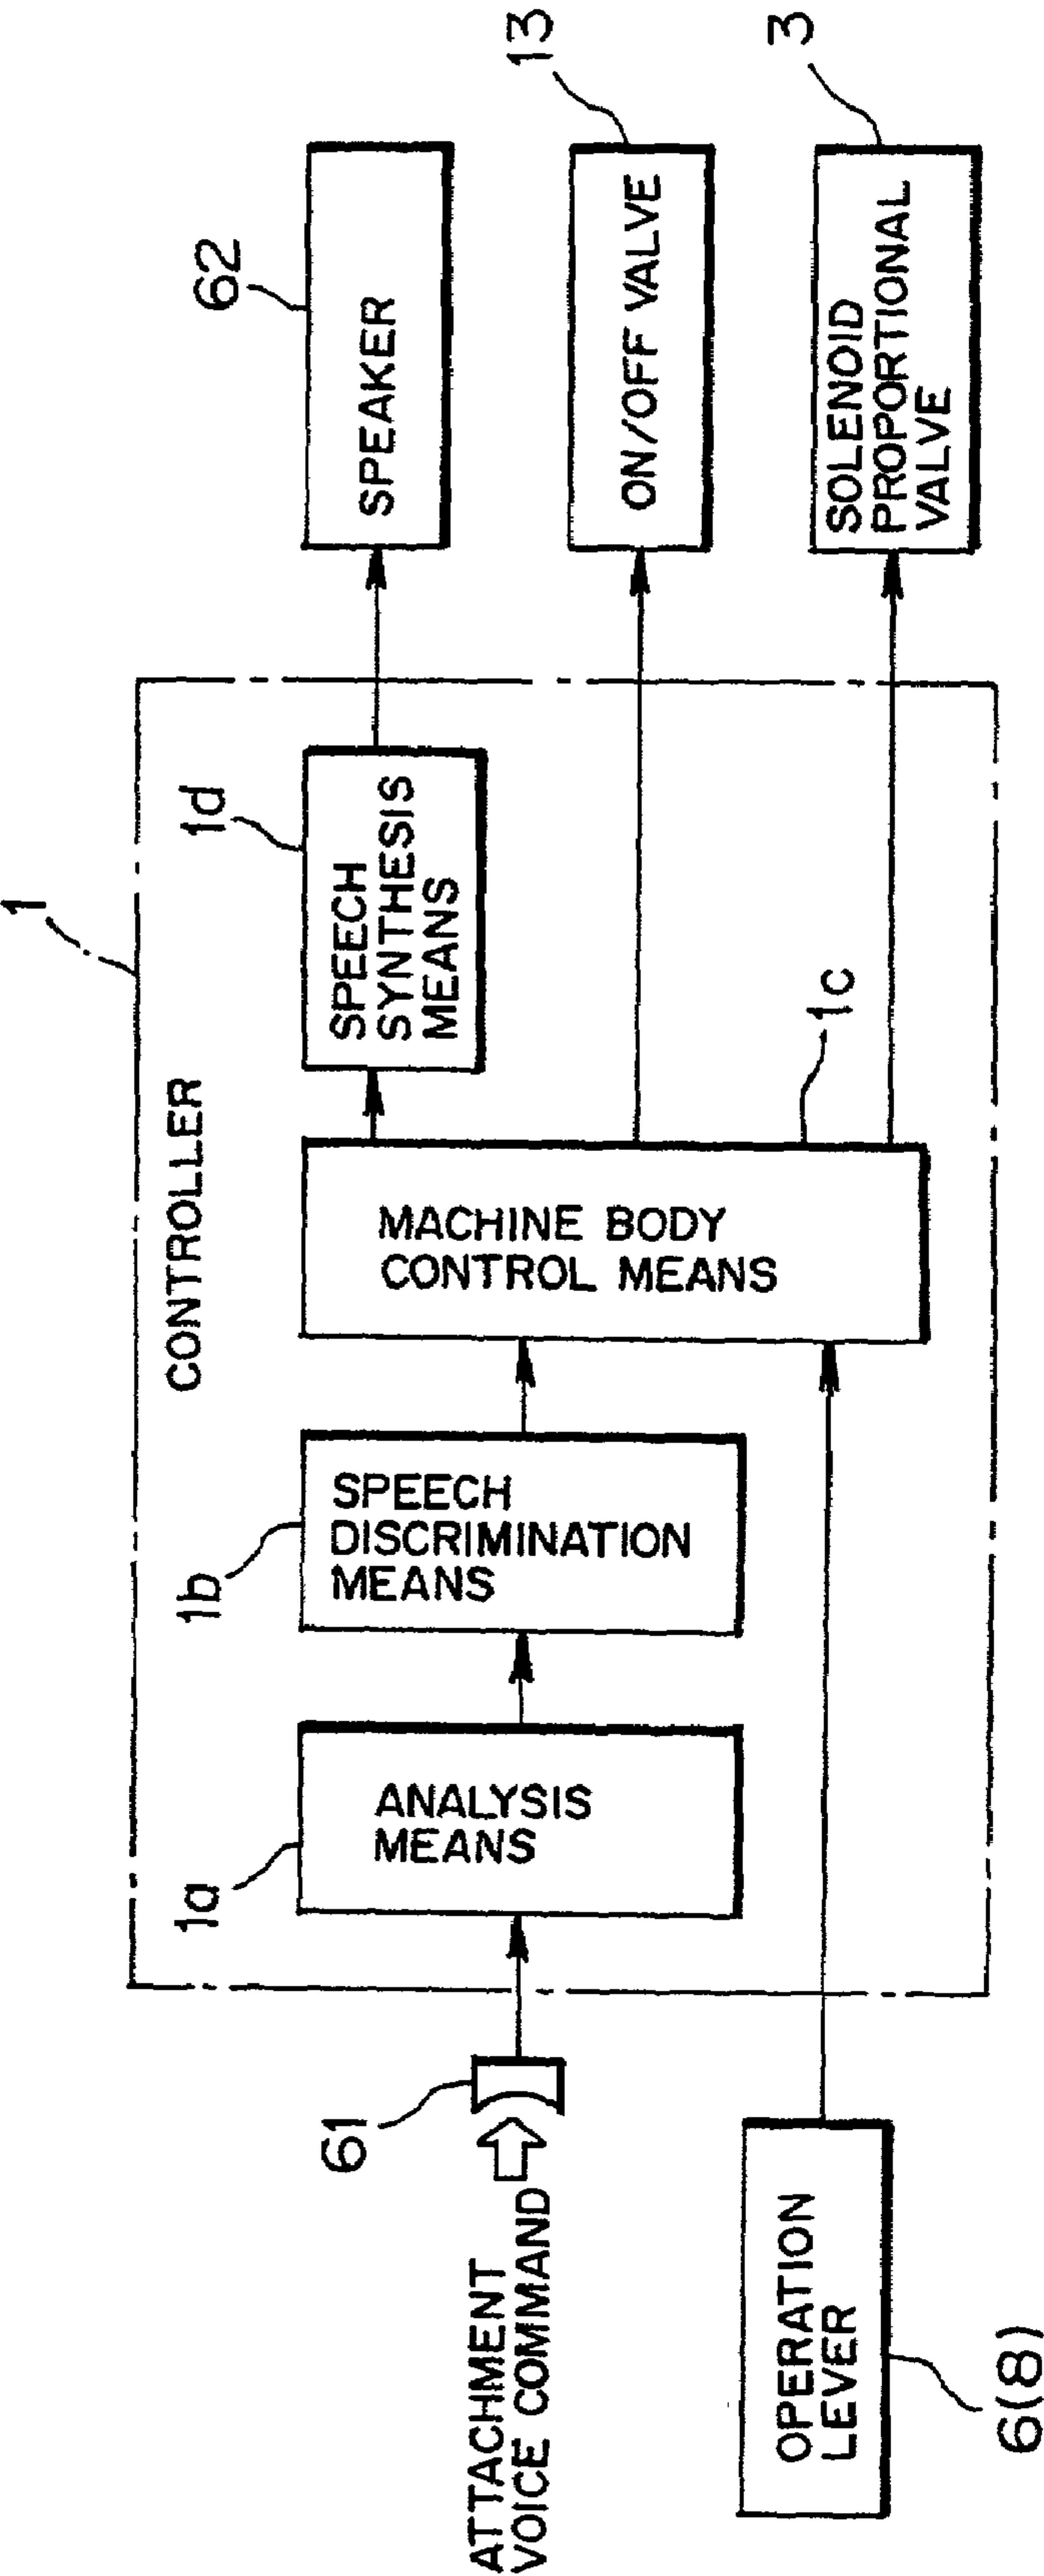 1
CONTROLLER
ATTACHMENT
VOICE COMMAND
61
1a
ANALYSIS
MEANS
1b
SPEECH
DISCRIMINATION
MEANS
MACHINE BODY
CONTROL MEANS
1c
1d
SPEECH
SYNTHESIS
MEANS
62
SPEAKER
13
ON/OFF VALVE
3
SOLENOID
PROPORTIONAL
VALVE
OPERATION
LEVER
6(8)